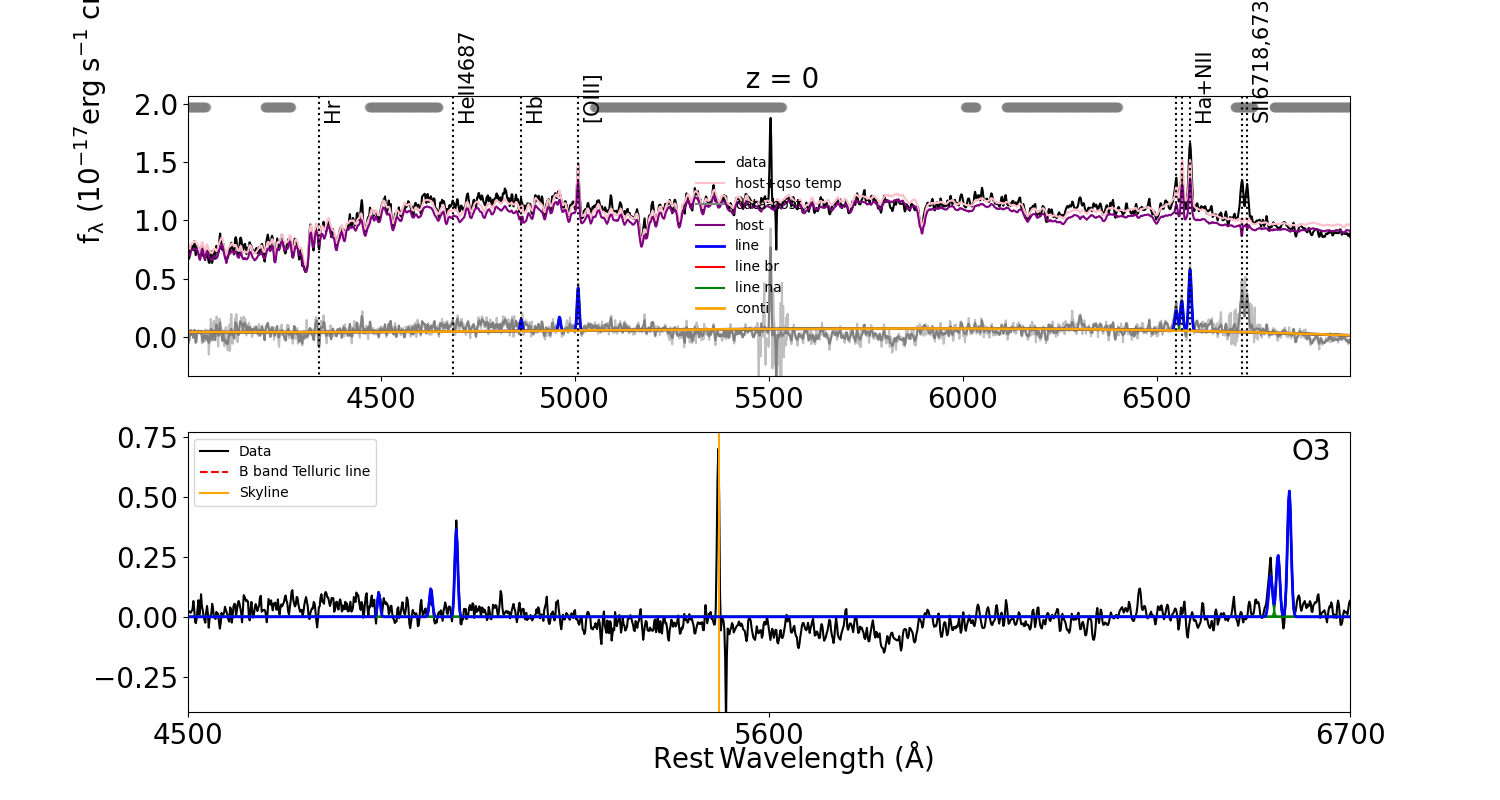 z = 0
f_λ (10^−17 erg s^−1 c
Hr
HeII4687
Hb
[OIII]
Ha+NII
SII6718,673
2.0
1.5
1.0
0.5
0.0
data
host+qso temp
data-host
host
line
line br
line na
conti
4500
5000
5500
6000
6500
0.75
0.50
0.25
0.00
−0.25
Data
B band Telluric line
Skyline
O3
4500
5600
6700
Rest Wavelength (Å)